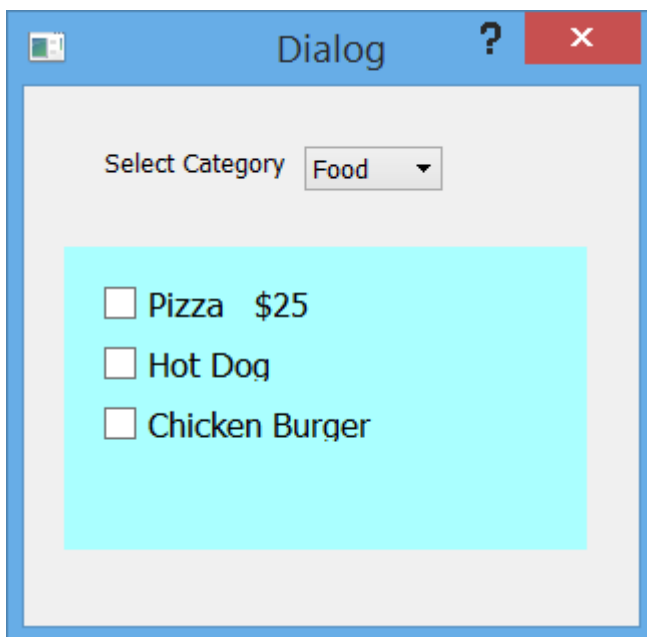 Dialog ?
Select Category Food
Pizza $25
Hot Dog
Chicken Burger